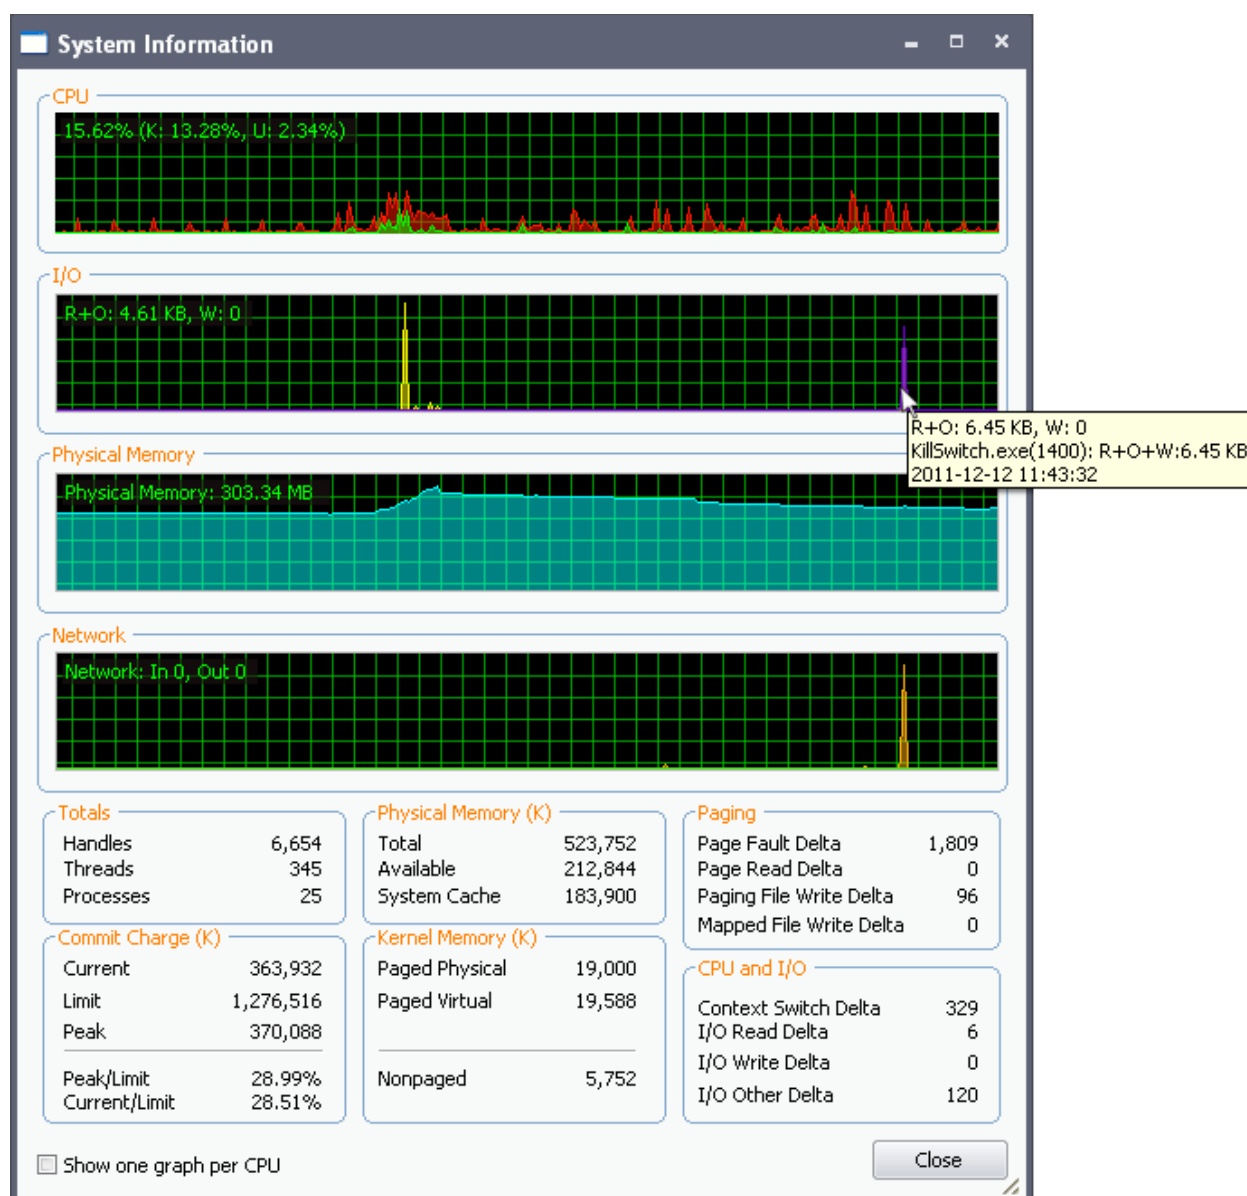 System Information
CPU
15.62% (K: 13.28%, U: 2.34%)
I/O
R+O: 4.61 KB, W: 0
R+O: 6.45 KB, W: 0
KillSwitch.exe(1400): R+O+W:6.45 KB
2011-12-12 11:43:32
Physical Memory
Physical Memory: 303.34 MB
Network
Network: In 0, Out 0
Totals
Handles 6,654
Threads 345
Processes 25
Physical Memory (K)
Total 523,752
Available 212,844
System Cache 183,900
Paging
Page Fault Delta 1,809
Page Read Delta 0
Paging File Write Delta 96
Mapped File Write Delta 0
Commit Charge (K)
Current 363,932
Limit 1,276,516
Peak 370,088
Peak/Limit 28.99%
Current/Limit 28.51%
Kernel Memory (K)
Paged Physical 19,000
Paged Virtual 19,588
Nonpaged 5,752
CPU and I/O
Context Switch Delta 329
I/O Read Delta 6
I/O Write Delta 0
I/O Other Delta 120
Show one graph per CPU
Close